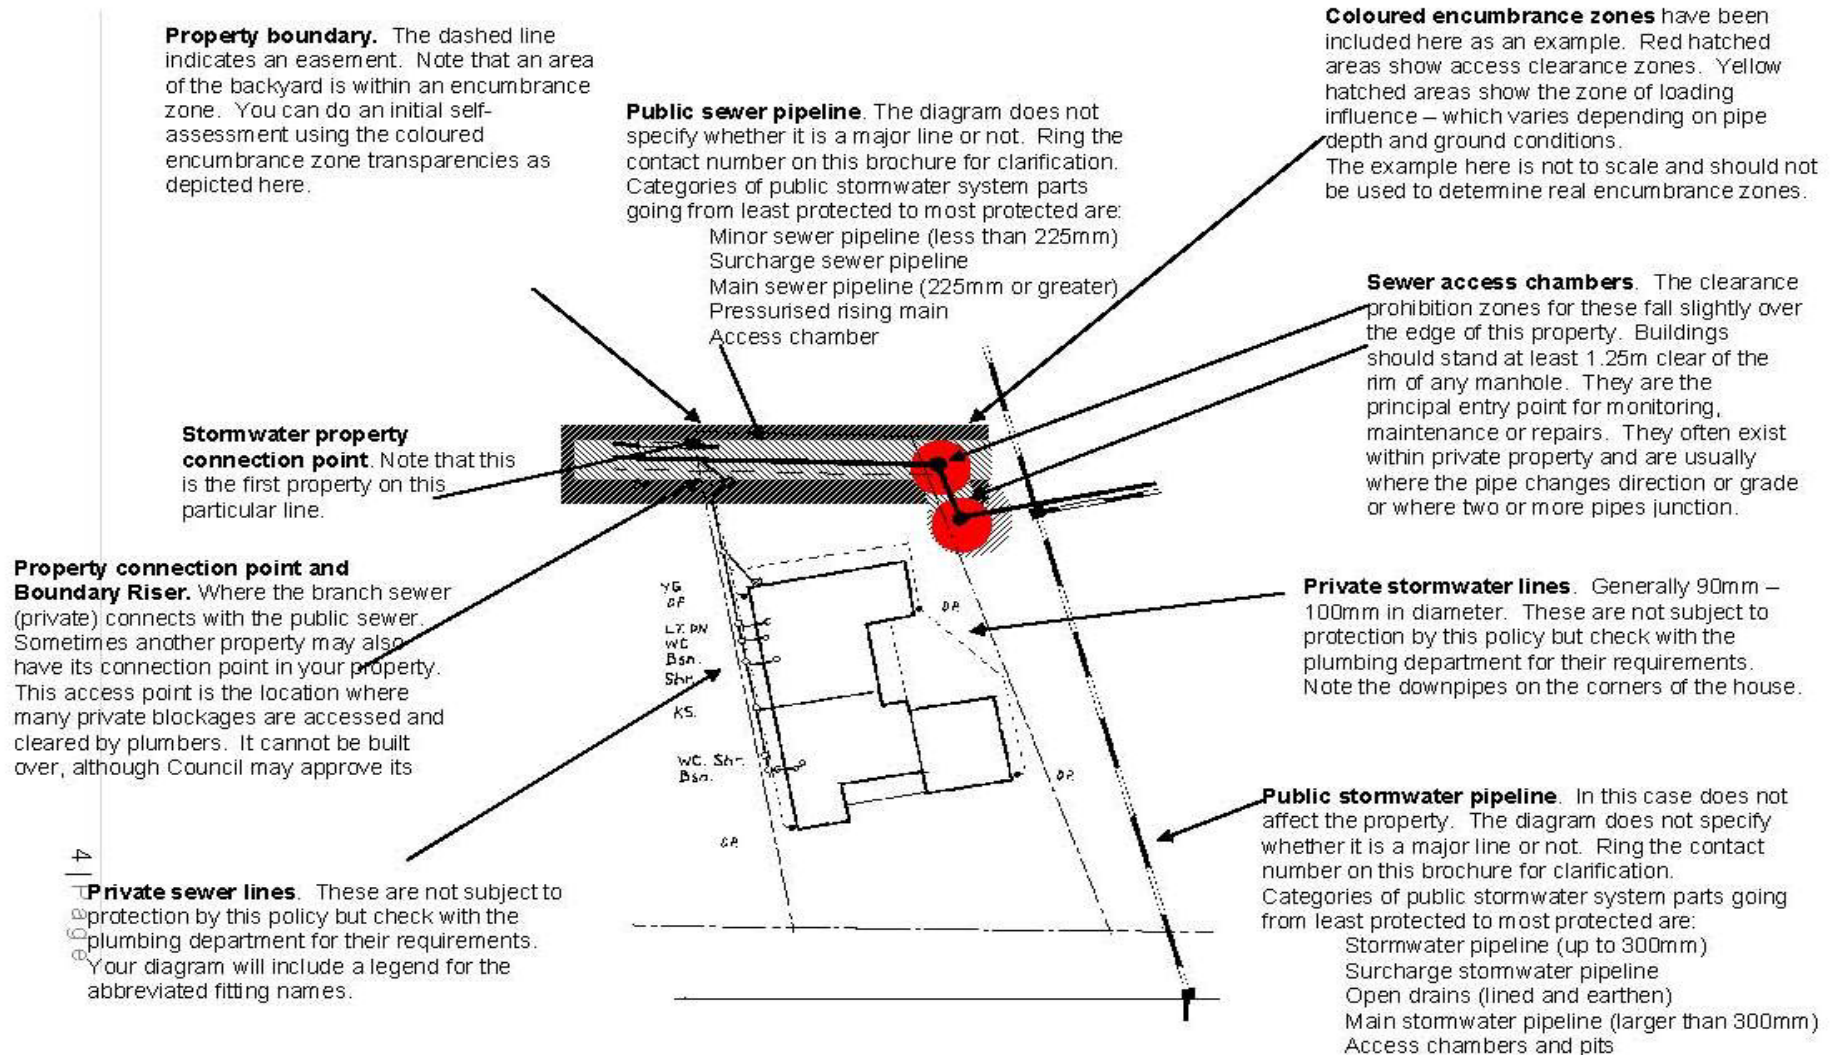 Property boundary.  The dashed line
indicates an easement.  Note that an area
of the backyard is within an encumbrance
zone.  You can do an initial self-
assessment using the coloured
encumbrance zone transparencies as
depicted here.
Public sewer pipeline. The diagram does not
specify whether it is a major line or not.  Ring the
contact number on this brochure for clarification.
Categories of public stormwater system parts
going from least protected to most protected are:
Minor sewer pipeline (less than 225mm)
Surcharge sewer pipeline
Main sewer pipeline (225mm or greater)
Pressurised rising main
Access chamber
Coloured encumbrance zones have been
included here as an example.  Red hatched
areas show access clearance zones.  Yellow
hatched areas show the zone of loading
influence – which varies depending on pipe
depth and ground conditions.
The example here is not to scale and should not
be used to determine real encumbrance zones.
Sewer access chambers.  The clearance
prohibition zones for these fall slightly over
the edge of this property.  Buildings
should stand at least 1.25m clear of the
rim of any manhole.  They are the
principal entry point for monitoring,
maintenance or repairs.  They often exist
within private property and are usually
where the pipe changes direction or grade
or where two or more pipes junction.
Stormwater property
connection point. Note that this
is the first property on this
particular line.
Property connection point and
Boundary Riser. Where the branch sewer
(private) connects with the public sewer.
Sometimes another property may also
have its connection point in your property.
This access point is the location where
many private blockages are accessed and
cleared by plumbers.  It cannot be built
over, although Council may approve its
Private stormwater lines.  Generally 90mm –
100mm in diameter.  These are not subject to
protection by this policy but check with the
plumbing department for their requirements.
Note the downpipes on the corners of the house.
YG
DP
LT. PN
WC
Bsn.
Shr.
KS.
WC. Shr.
Bsn.
DP.
DP.
DP.
Public stormwater pipeline.  In this case does not
affect the property.  The diagram does not specify
whether it is a major line or not.  Ring the contact
number on this brochure for clarification.
Categories of public stormwater system parts going
from least protected to most protected are:
Stormwater pipeline (up to 300mm)
Surcharge stormwater pipeline
Open drains (lined and earthen)
Main stormwater pipeline (larger than 300mm)
Access chambers and pits
Private sewer lines.  These are not subject to
protection by this policy but check with the
plumbing department for their requirements.
Your diagram will include a legend for the
abbreviated fitting names.
4 | Page